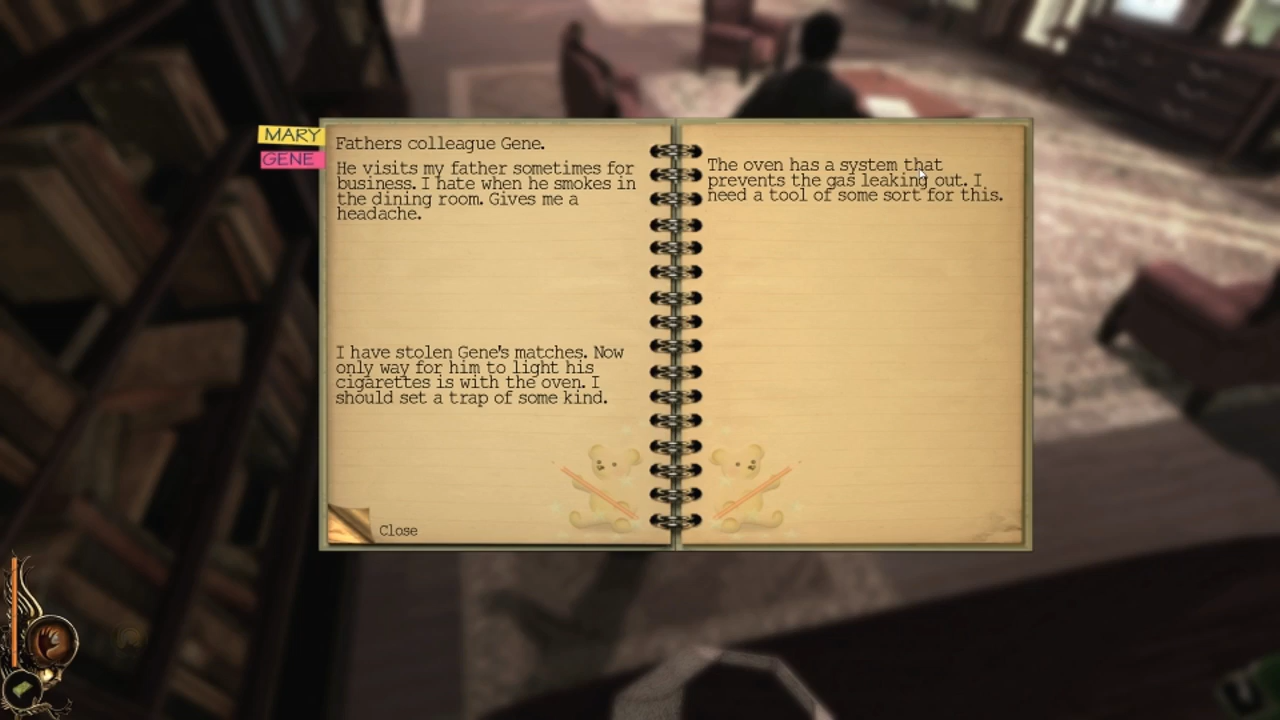 MARY
GENE
Fathers colleague Gene.
He visits my father sometimes for
business. I hate when he smokes in
the dining room. Gives me a
headache.
I have stolen Gene's matches. Now
only way for him to light his
cigarettes is with the oven. I
should set a trap of some kind.
Close
The oven has a system that
prevents the gas leaking out. I
need a tool of some sort for this.